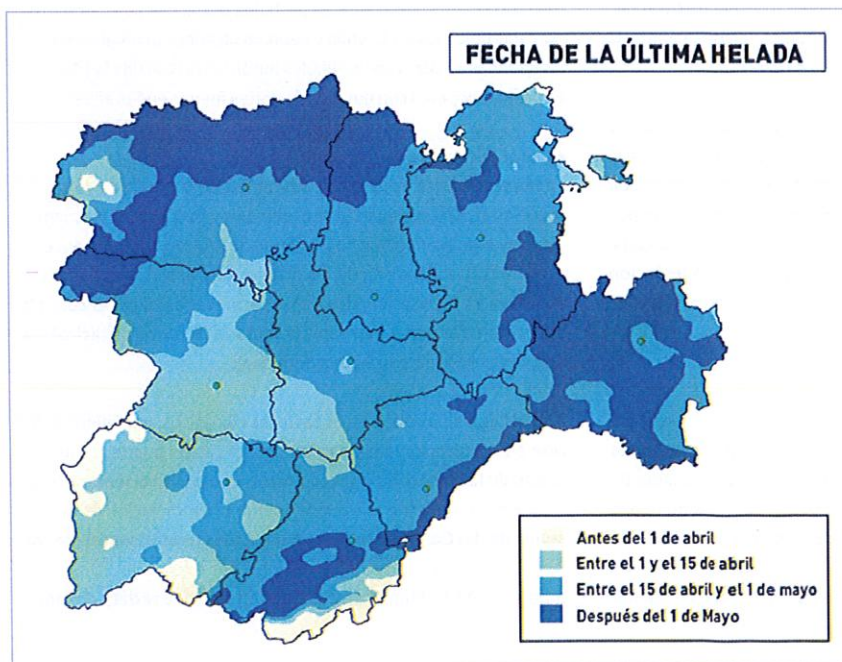 FECHA DE LA ÚLTIMA HELADA
Antes del 1 de abril
Entre el 1 y el 15 de abril
Entre el 15 de abril y el 1 de mayo
Después del 1 de Mayo